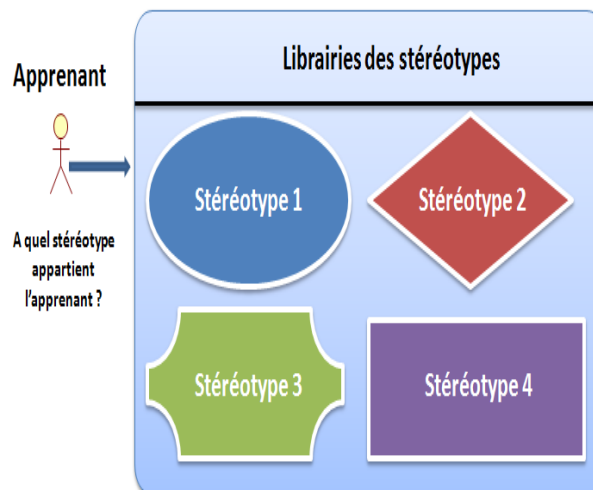 Librairies des stéréotypes
Apprenant
A quel stéréotype
appartient
l'apprenant ?
Stéréotype 1
Stéréotype 2
Stéréotype 3
Stéréotype 4